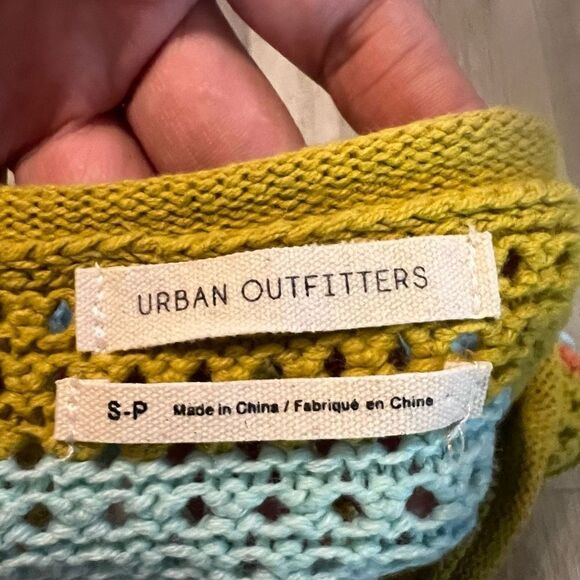 URBAN OUTFITTERS
S-P Made in China / Fabriqué en Chine